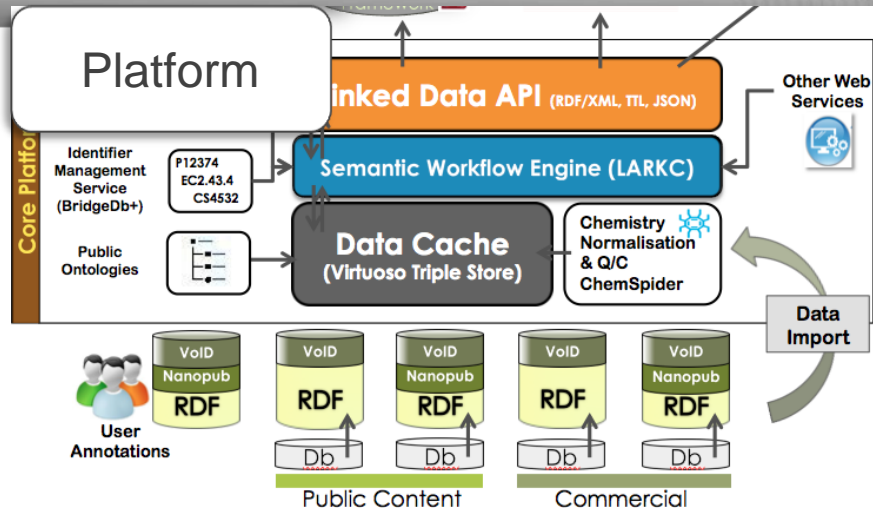 Framework
Platform
Linked Data API (RDF/XML, TTL, JSON)
Other Web
Services
Core Platform
Identifier
Management
Service
(BridgeDb+)
P12374
EC2.43.4
CS4532
Semantic Workflow Engine (LARKC)
Public
Ontologies
Data Cache
(Virtuoso Triple Store)
Chemistry
Normalisation
& Q/C
ChemSpider
Data
Import
User
Annotations
VoID
Nanopub
RDF
VoID
RDF
VoID
Nanopub
RDF
VoID
RDF
VoID
Nanopub
RDF
Db
Db
Db
Db
Public Content
Commercial